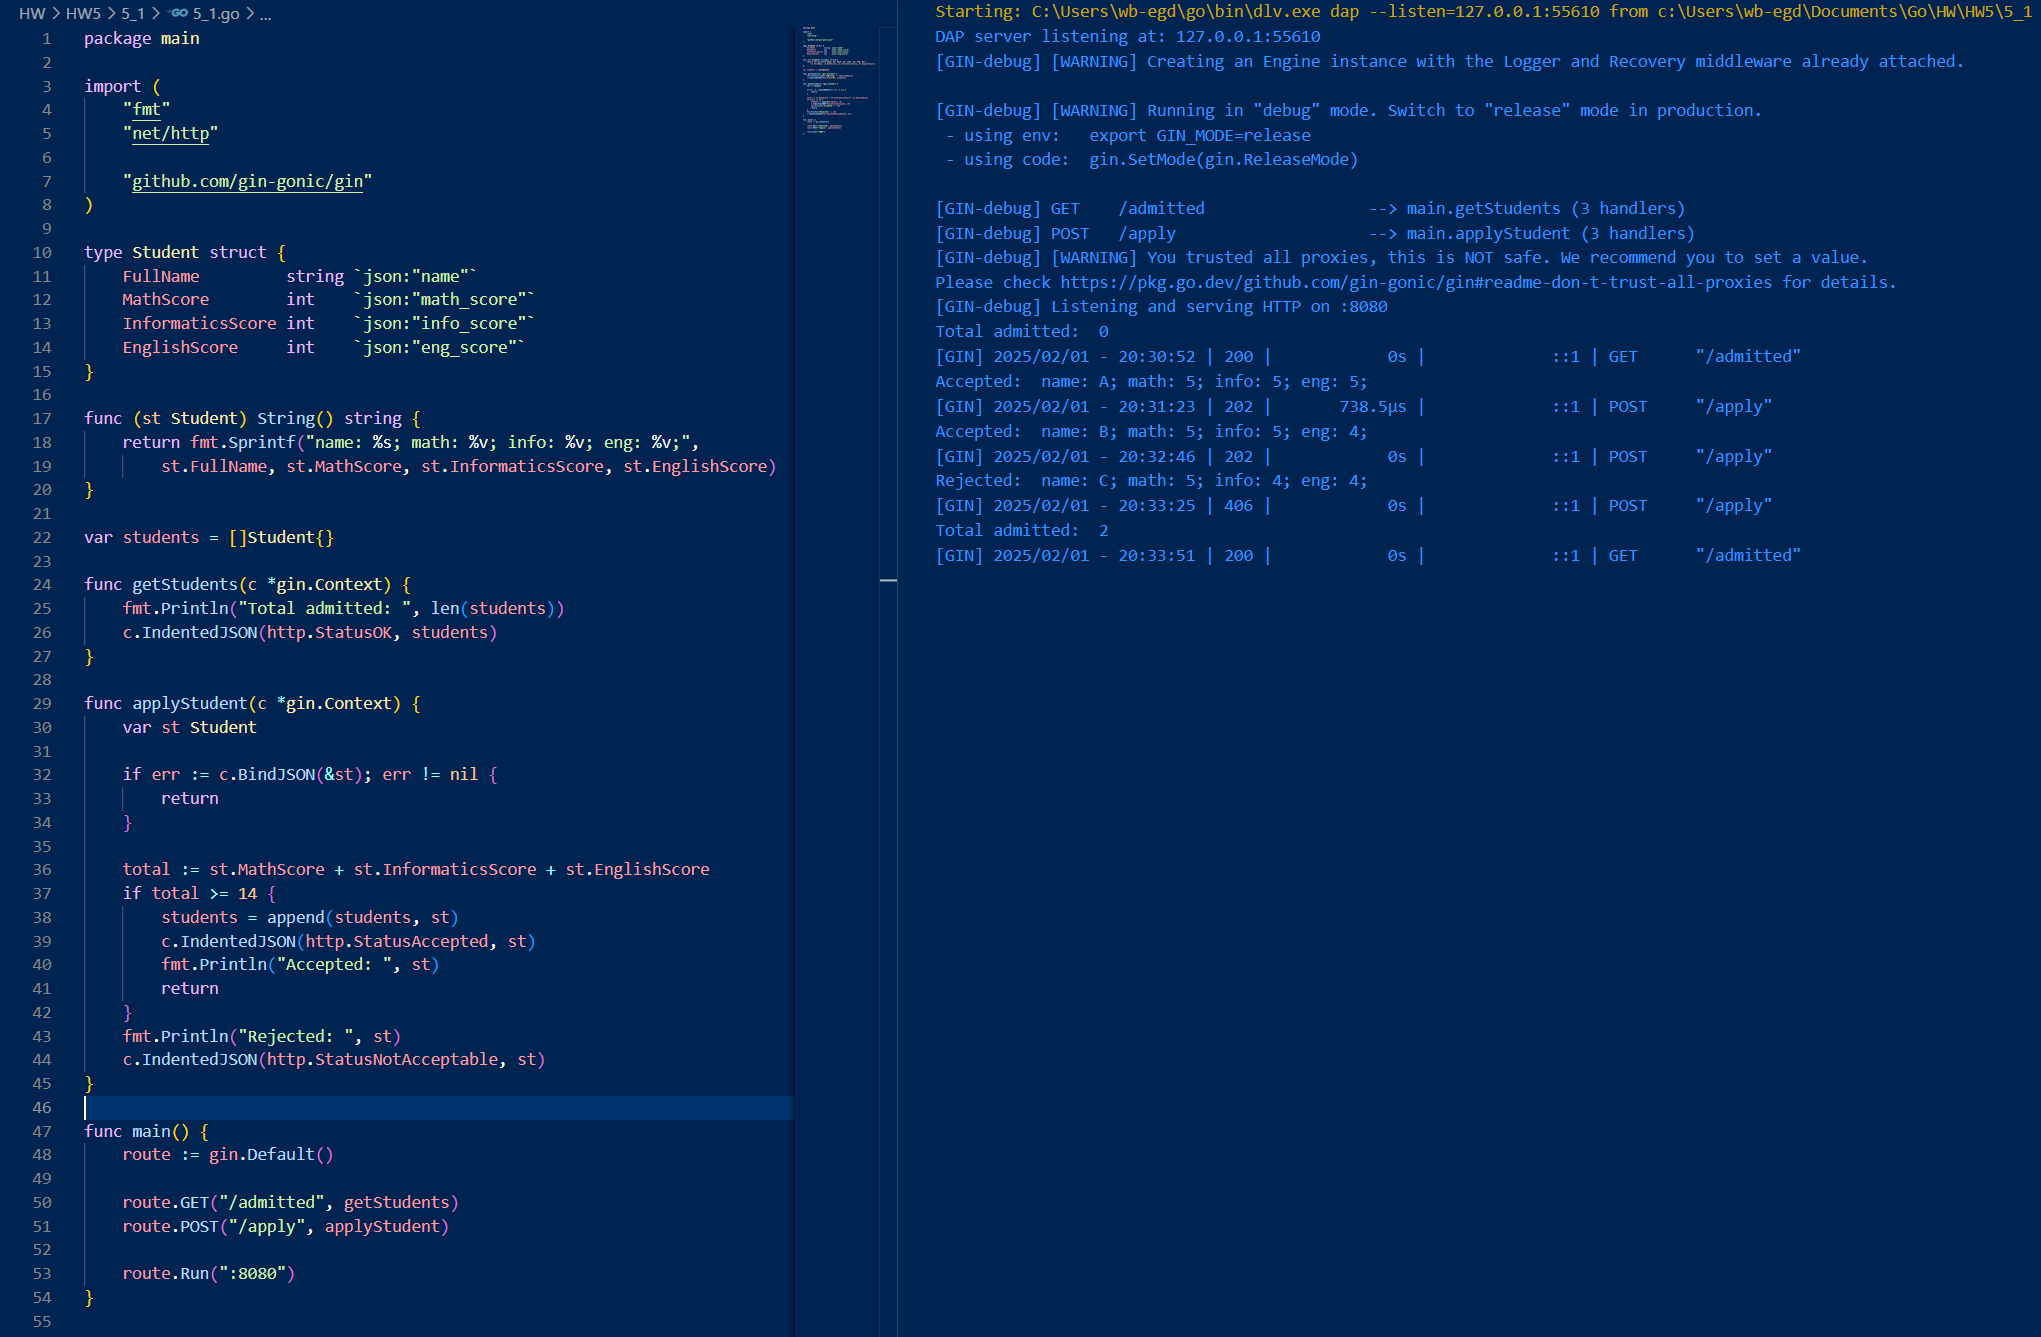 HW > HW5 > 5_1 > GO 5_1.go > ...
1 package main
2
3 import (
4     "fmt"
5     "net/http"
6
7     "github.com/gin-gonic/gin"
8 )
9
10 type Student struct {
11     FullName         string `json:"name"`
12     MathScore        int    `json:"math_score"`
13     InformaticsScore int    `json:"info_score"`
14     EnglishScore     int    `json:"eng_score"`
15 }
16
17 func (st Student) String() string {
18     return fmt.Sprintf("name: %s; math: %v; info: %v; eng: %v;",
19         st.FullName, st.MathScore, st.InformaticsScore, st.EnglishScore)
20 }
21
22 var students = []Student{}
23
24 func getStudents(c *gin.Context) {
25     fmt.Println("Total admitted: ", len(students))
26     c.IndentedJSON(http.StatusOK, students)
27 }
28
29 func applyStudent(c *gin.Context) {
30     var st Student
31
32     if err := c.BindJSON(&st); err != nil {
33         return
34     }
35
36     total := st.MathScore + st.InformaticsScore + st.EnglishScore
37     if total >= 14 {
38         students = append(students, st)
39         c.IndentedJSON(http.StatusAccepted, st)
40         fmt.Println("Accepted: ", st)
41         return
42     }
43     fmt.Println("Rejected: ", st)
44     c.IndentedJSON(http.StatusNotAcceptable, st)
45 }
46
47 func main() {
48     route := gin.Default()
49
50     route.GET("/admitted", getStudents)
51     route.POST("/apply", applyStudent)
52
53     route.Run(":8080")
54 }
55
Starting: C:\Users\wb-egd\go\bin\dlv.exe dap --listen=127.0.0.1:55610 from c:\Users\wb-egd\Documents\Go\HW\HW5\5_1
DAP server listening at: 127.0.0.1:55610
[GIN-debug] [WARNING] Creating an Engine instance with the Logger and Recovery middleware already attached.
[GIN-debug] [WARNING] Running in "debug" mode. Switch to "release" mode in production.
 - using env:   export GIN_MODE=release
 - using code:  gin.SetMode(gin.ReleaseMode)
[GIN-debug] GET    /admitted                 --> main.getStudents (3 handlers)
[GIN-debug] POST   /apply                    --> main.applyStudent (3 handlers)
[GIN-debug] [WARNING] You trusted all proxies, this is NOT safe. We recommend you to set a value.
Please check https://pkg.go.dev/github.com/gin-gonic/gin#readme-don-t-trust-all-proxies for details.
[GIN-debug] Listening and serving HTTP on :8080
Total admitted:  0
[GIN] 2025/02/01 - 20:30:52 | 200 |            0s |             ::1 | GET      "/admitted"
Accepted:  name: A; math: 5; info: 5; eng: 5;
[GIN] 2025/02/01 - 20:31:23 | 202 |       738.5µs |             ::1 | POST     "/apply"
Accepted:  name: B; math: 5; info: 5; eng: 4;
[GIN] 2025/02/01 - 20:32:46 | 202 |            0s |             ::1 | POST     "/apply"
Rejected:  name: C; math: 5; info: 4; eng: 4;
[GIN] 2025/02/01 - 20:33:25 | 406 |            0s |             ::1 | POST     "/apply"
Total admitted:  2
[GIN] 2025/02/01 - 20:33:51 | 200 |            0s |             ::1 | GET      "/admitted"